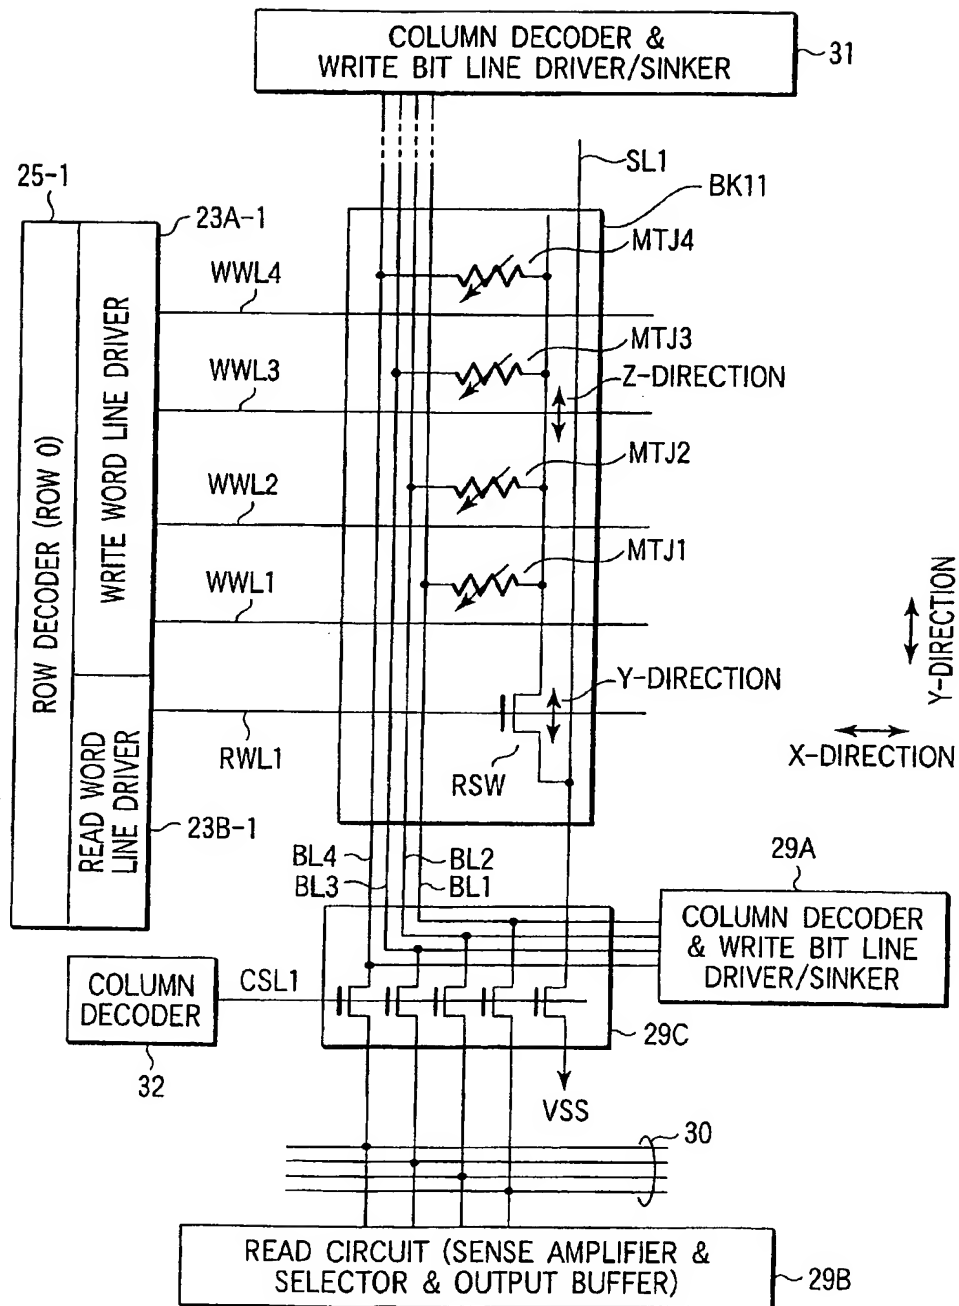 COLUMN DECODER &
WRITE BIT LINE DRIVER/SINKER
31
SL1
25-1
BK11
23A-1
MTJ4
WWL4
MTJ3
WWL3
Z-DIRECTION
MTJ2
WWL2
MTJ1
WWL1
ROW DECODER (ROW 0)
WRITE WORD LINE DRIVER
READ WORD
LINE DRIVER
Y-DIRECTION
Y-DIRECTION
X-DIRECTION
RWL1
RSW
23B-1
BL4
BL2
BL3
BL1
29A
COLUMN DECODER
& WRITE BIT LINE
DRIVER/SINKER
COLUMN
DECODER
CSL1
29C
32
VSS
30
READ CIRCUIT (SENSE AMPLIFIER &
SELECTOR & OUTPUT BUFFER)
29B